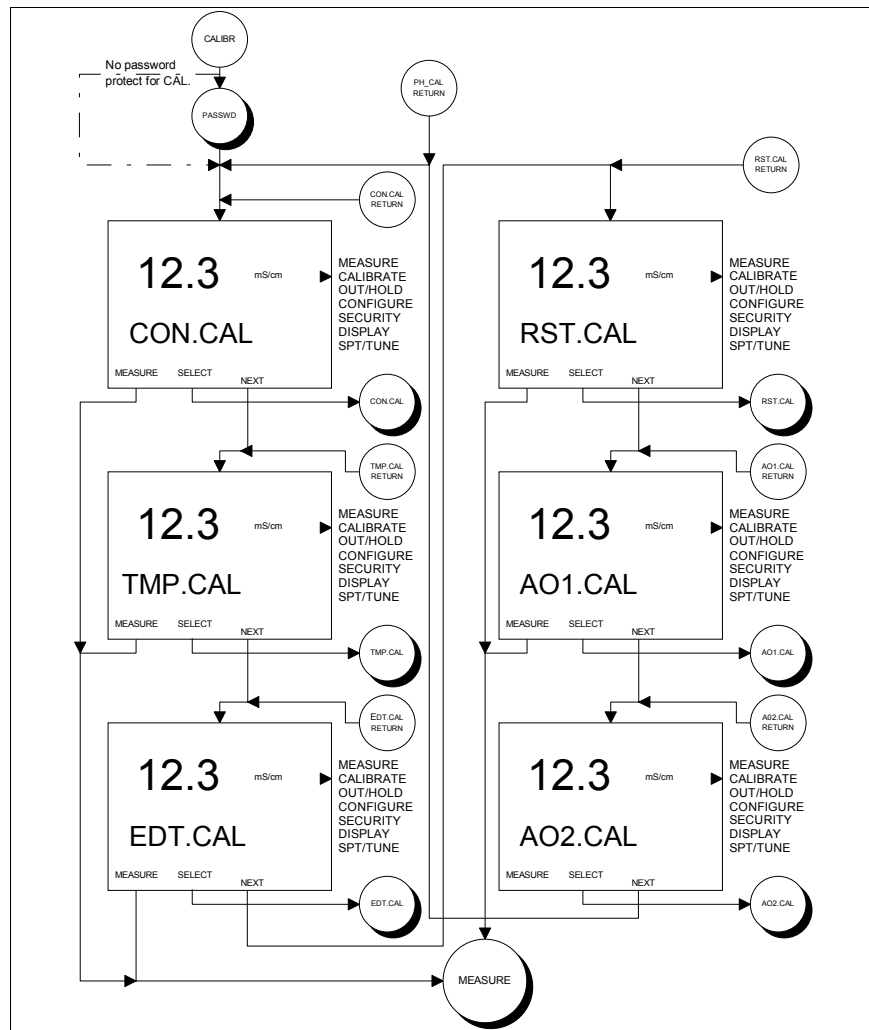 CALIBR
No password
protect for CAL.
PASSWD
PH_CAL
RETURN
CON.CAL
RETURN
12.3 mS/cm
CON.CAL
MEASURE SELECT NEXT
MEASURE
CALIBRATE
OUT/HOLD
CONFIGURE
SECURITY
DISPLAY
SPT/TUNE
CON.CAL
TMP.CAL
RETURN
12.3 mS/cm
TMP.CAL
MEASURE SELECT NEXT
MEASURE
CALIBRATE
OUT/HOLD
CONFIGURE
SECURITY
DISPLAY
SPT/TUNE
TMP.CAL
EDT.CAL
RETURN
12.3 mS/cm
EDT.CAL
MEASURE SELECT NEXT
MEASURE
CALIBRATE
OUT/HOLD
CONFIGURE
SECURITY
DISPLAY
SPT/TUNE
EDT.CAL
RST.CAL
RETURN
12.3 mS/cm
RST.CAL
MEASURE SELECT NEXT
MEASURE
CALIBRATE
OUT/HOLD
CONFIGURE
SECURITY
DISPLAY
SPT/TUNE
RST.CAL
AO1.CAL
RETURN
12.3 mS/cm
AO1.CAL
MEASURE SELECT NEXT
MEASURE
CALIBRATE
OUT/HOLD
CONFIGURE
SECURITY
DISPLAY
SPT/TUNE
AO1.CAL
A02.CAL
RETURN
12.3 mS/cm
AO2.CAL
MEASURE SELECT NEXT
MEASURE
CALIBRATE
OUT/HOLD
CONFIGURE
SECURITY
DISPLAY
SPT/TUNE
AO2.CAL
MEASURE